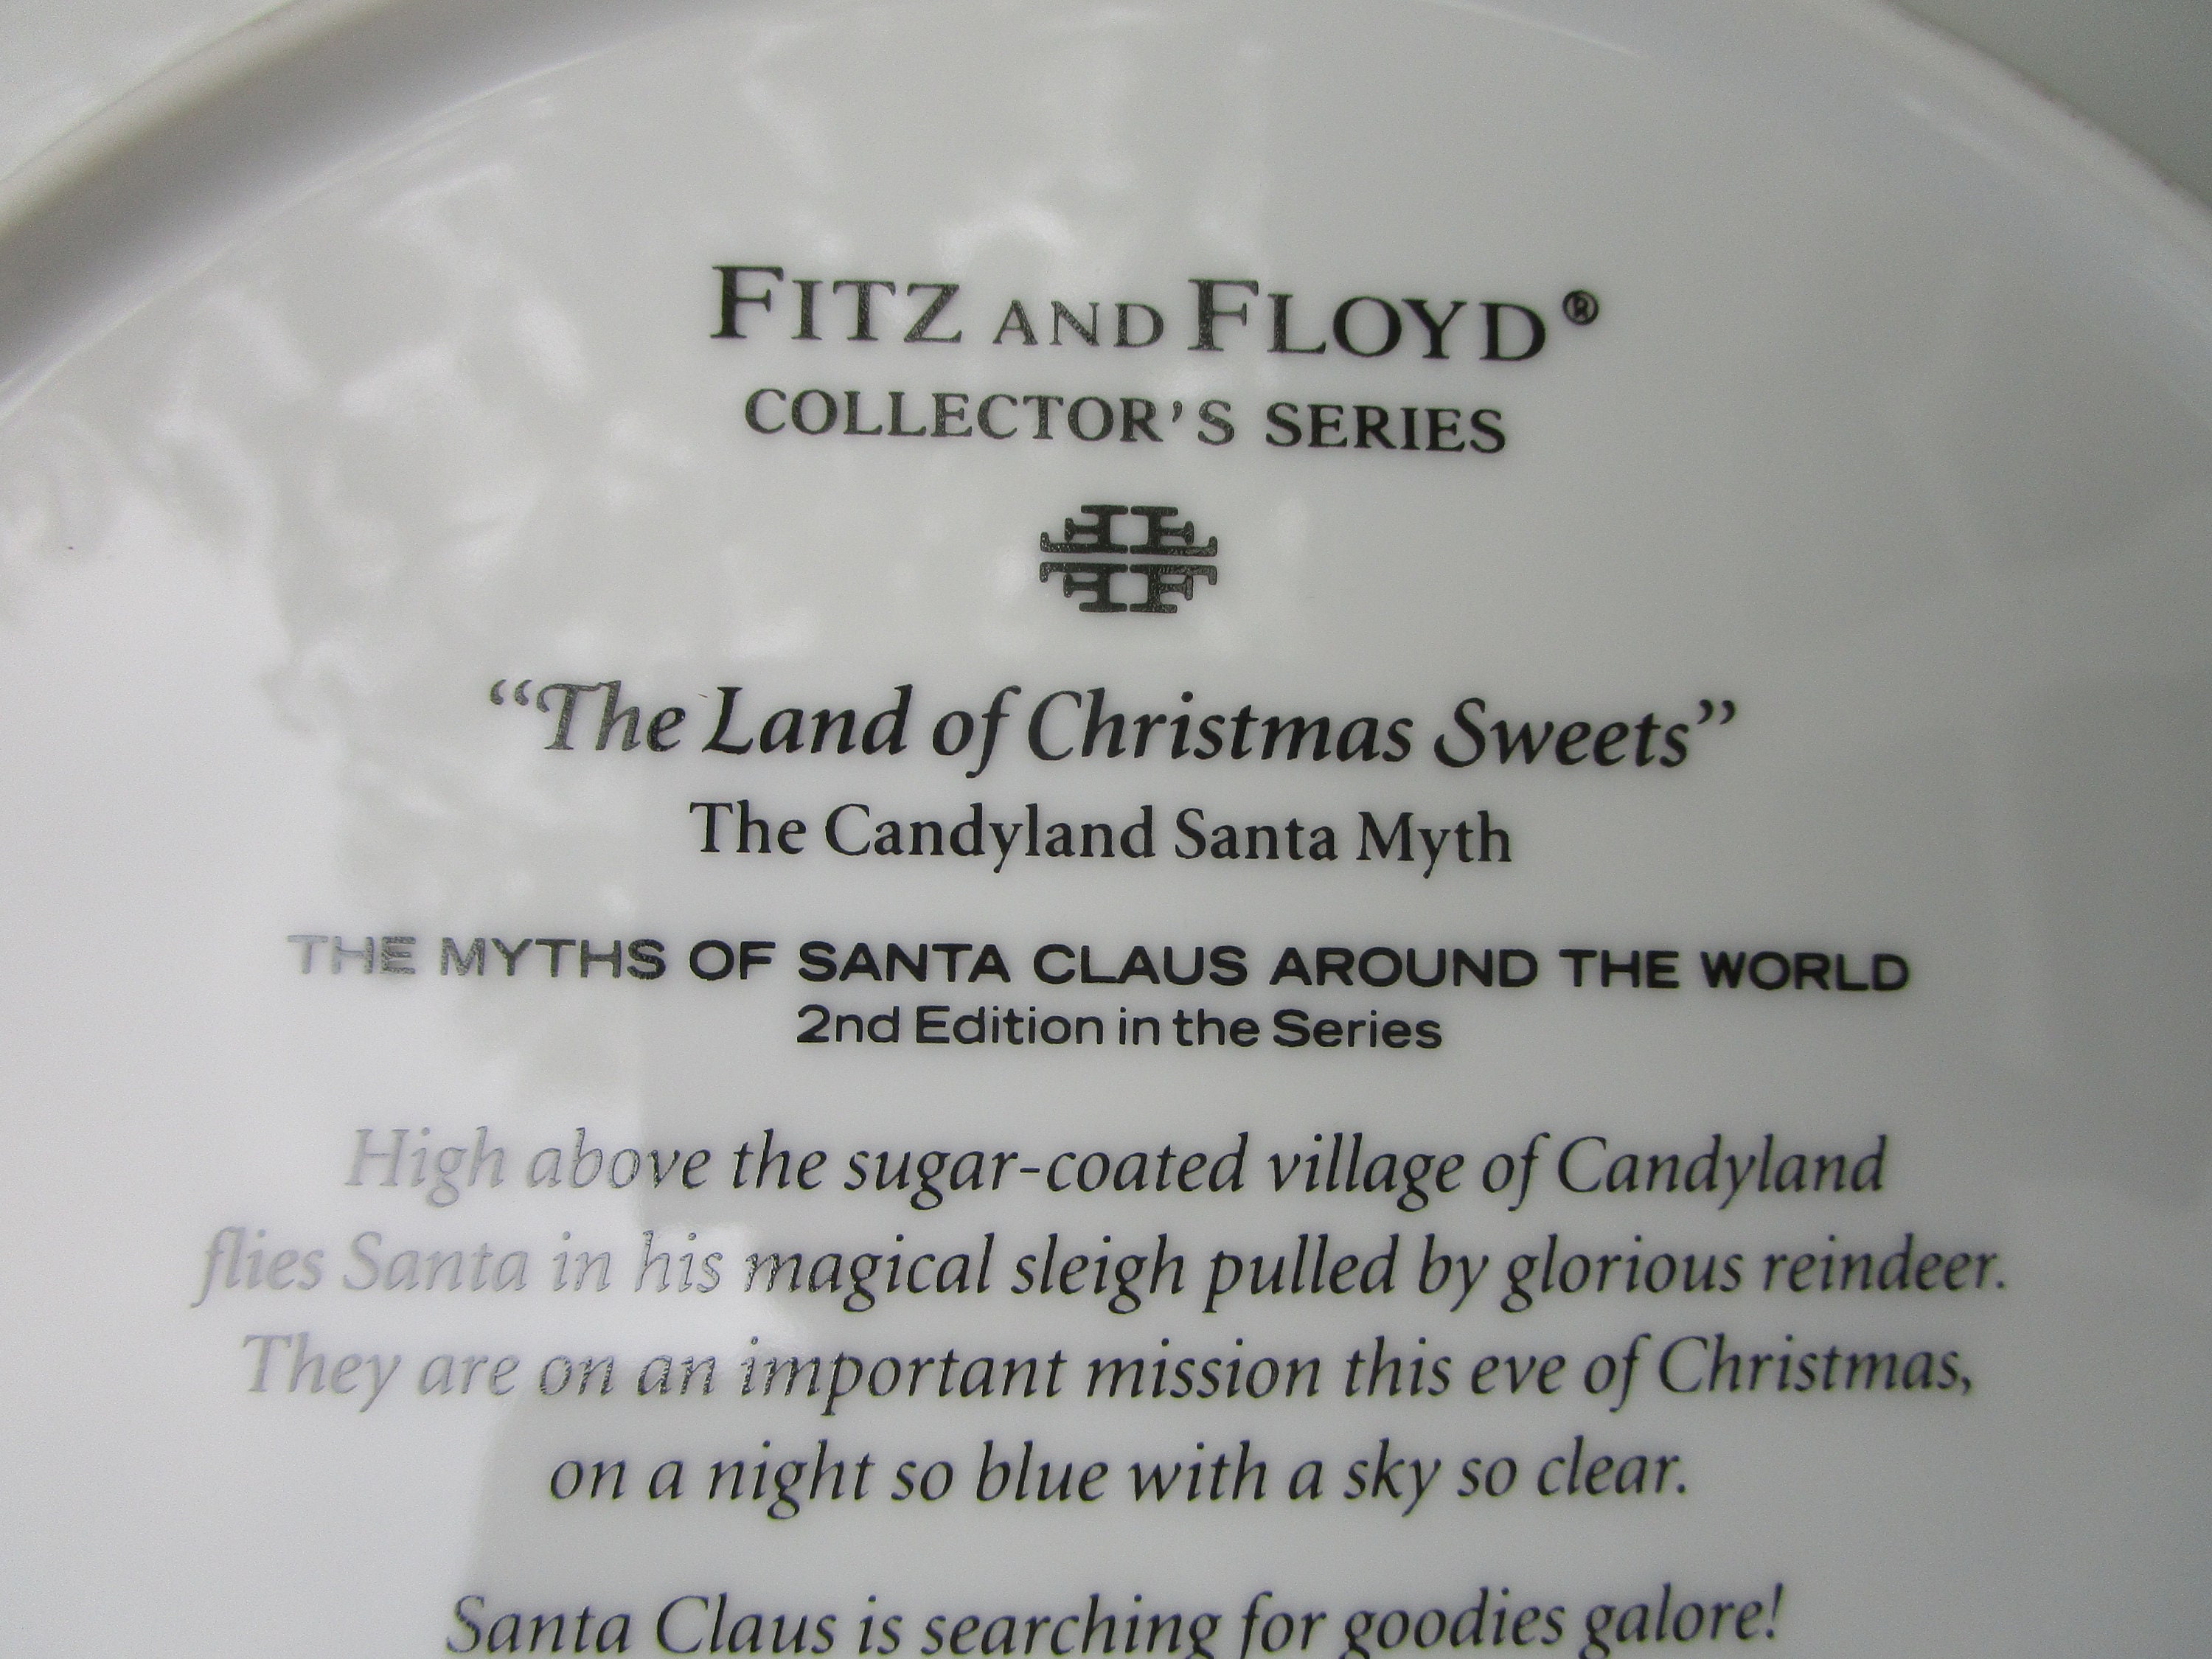 FITZ AND FLOYD®
COLLECTOR'S SERIES
“The Land of Christmas Sweets”
The Candyland Santa Myth
THE MYTHS OF SANTA CLAUS AROUND THE WORLD
2nd Edition in the Series
High above the sugar-coated village of Candyland
flies Santa in his magical sleigh pulled by glorious reindeer.
They are on an important mission this eve of Christmas,
on a night so blue with a sky so clear.
Santa Claus is searching for goodies galore!